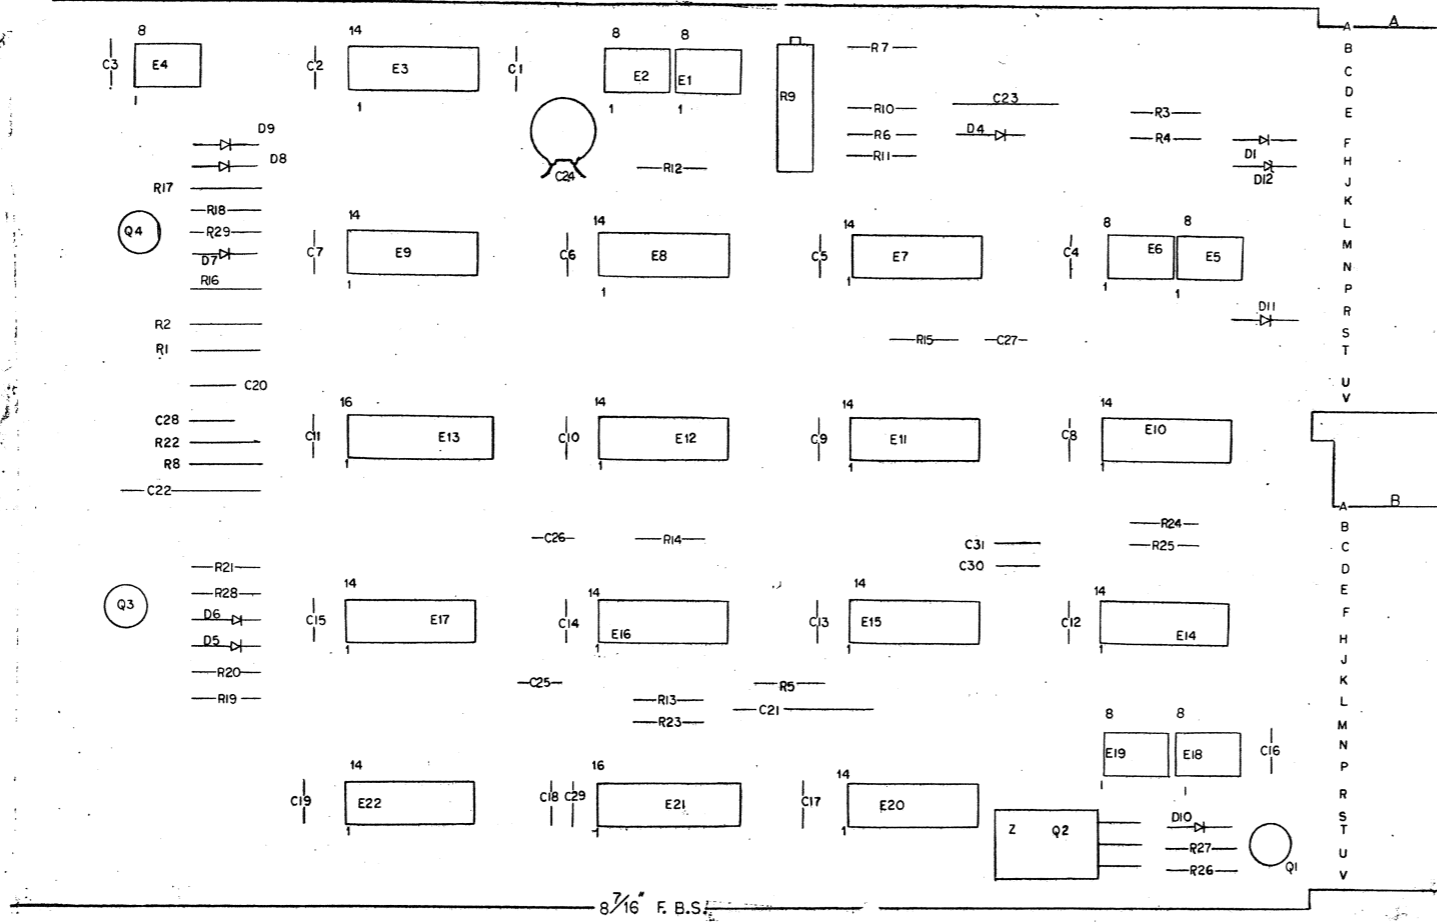 A
A
8
14
8
8
B
R7
C3
E4
C2
E3
C1
E2
E1
C
R9
D
C23
1
1
1
1
R10
R3
E
D9
R6
D4
R4
F
D8
R11
D1
H
R12
C24
D12
J
R17
K
R18
14
14
14
8
8
L
Q4
R29
M
C7
E9
C6
E8
C5
E7
C4
E6
E5
D7
N
R16
1
1
1
1
1
P
D11
R
R2
S
R15
C27
R1
T
C20
U
V
16
14
14
14
C28
C11
E13
C10
E12
C9
E11
C8
E10
R22
R8
1
1
1
1
C22
B
A
R24
B
C26
R14
C31
R25
C
R21
C30
D
14
14
14
14
E
R28
Q3
D6
C15
E17
C14
E16
C13
E15
C12
E14
F
D5
H
1
1
1
1
J
R20
C25
R5
K
R19
R13
L
C21
8
8
R23
M
N
E19
E18
C16
14
16
14
P
1
1
R
C19
E22
C18
C29
E21
C17
E20
S
D10
T
1
1
1
Z
Q2
R27
U
R26
Q1
V
8 7/16" F.B.S.